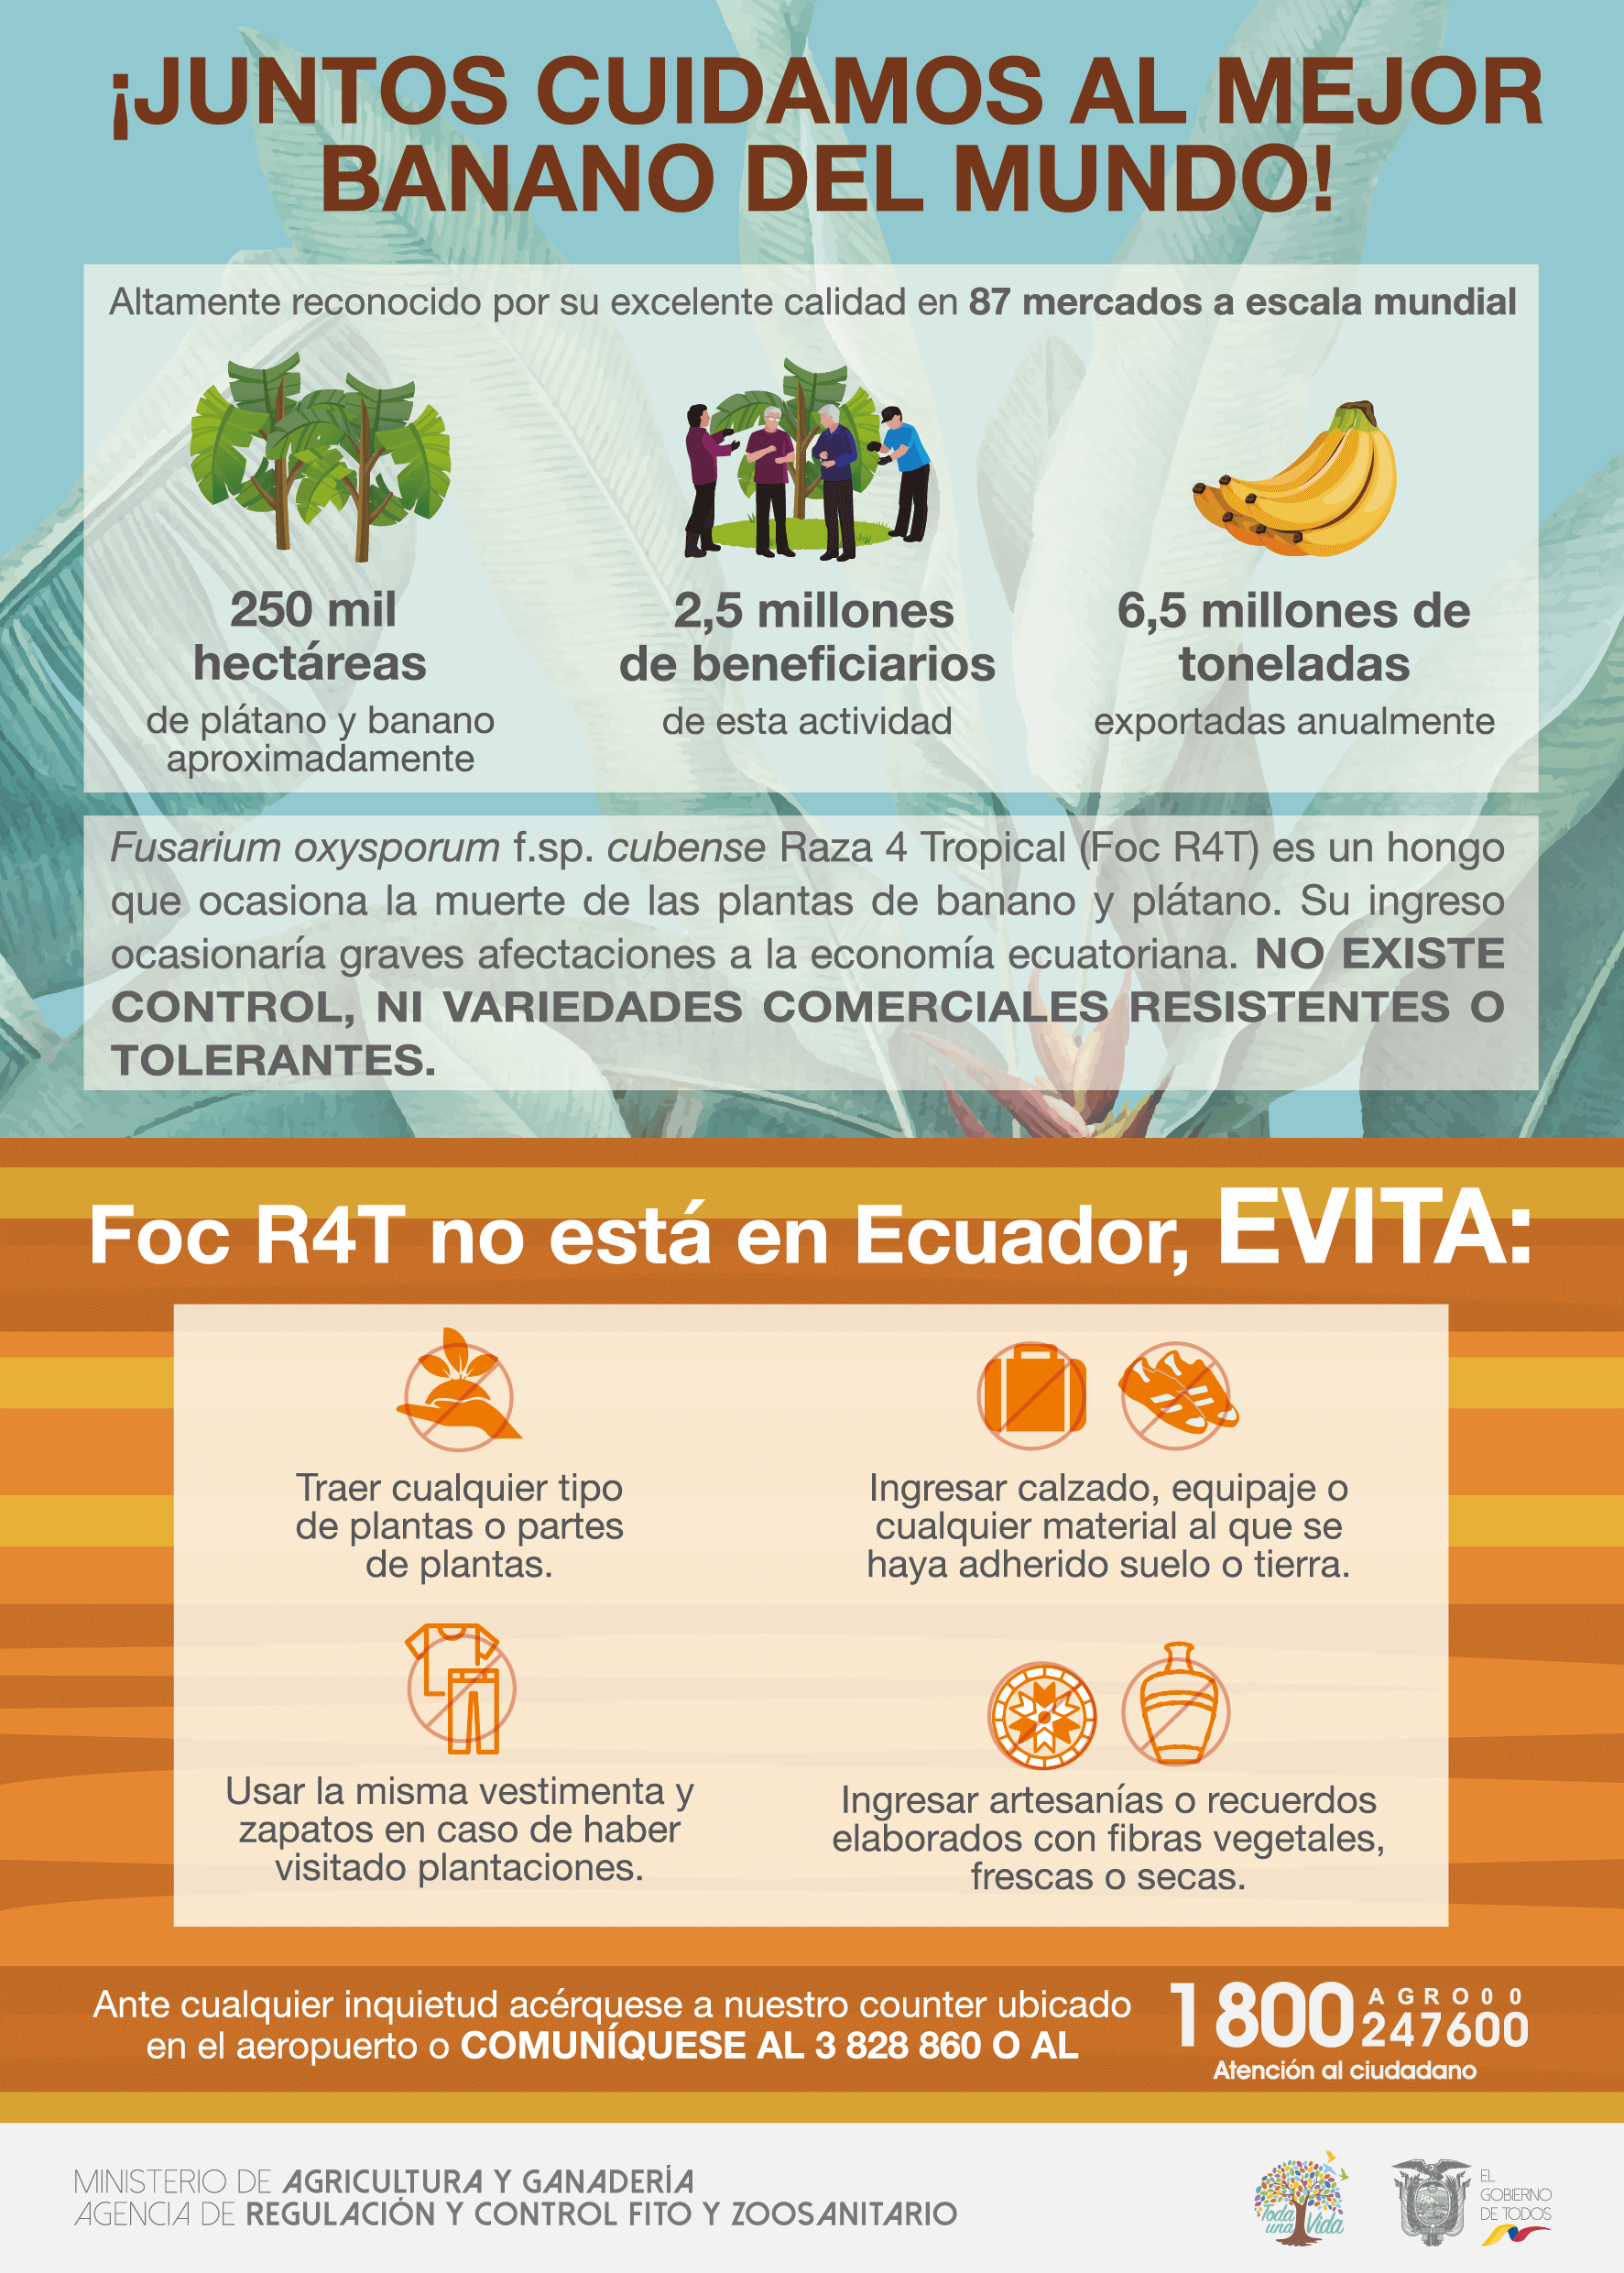 ¡JUNTOS CUIDAMOS AL MEJOR
BANANO DEL MUNDO!
Altamente reconocido por su excelente calidad en 87 mercados a escala mundial
250 mil
hectáreas
de plátano y banano
aproximadamente
2,5 millones
de beneficiarios
de esta actividad
6,5 millones de
toneladas
exportadas anualmente
Fusarium oxysporum f.sp. cubense Raza 4 Tropical (Foc R4T) es un hongo
que ocasiona la muerte de las plantas de banano y plátano. Su ingreso
ocasionaría graves afectaciones a la economía ecuatoriana. NO EXISTE
CONTROL, NI VARIEDADES COMERCIALES RESISTENTES O
TOLERANTES.
Foc R4T no está en Ecuador, EVITA:
Traer cualquier tipo
de plantas o partes
de plantas.
Ingresar calzado, equipaje o
cualquier material al que se
haya adherido suelo o tierra.
Usar la misma vestimenta y
zapatos en caso de haber
visitado plantaciones.
Ingresar artesanías o recuerdos
elaborados con fibras vegetales,
frescas o secas.
Ante cualquier inquietud acérquese a nuestro counter ubicado
en el aeropuerto o COMUNÍQUESE AL 3 828 860 O AL
1 800 AGRO00
247600
Atención al ciudadano
MINISTERIO DE AGRICULTURA Y GANADERÍA
AGENCIA DE REGULACIÓN Y CONTROL FITO Y ZOOSANITARIO
Toda
una Vida
EL
GOBIERNO
DE TODOS